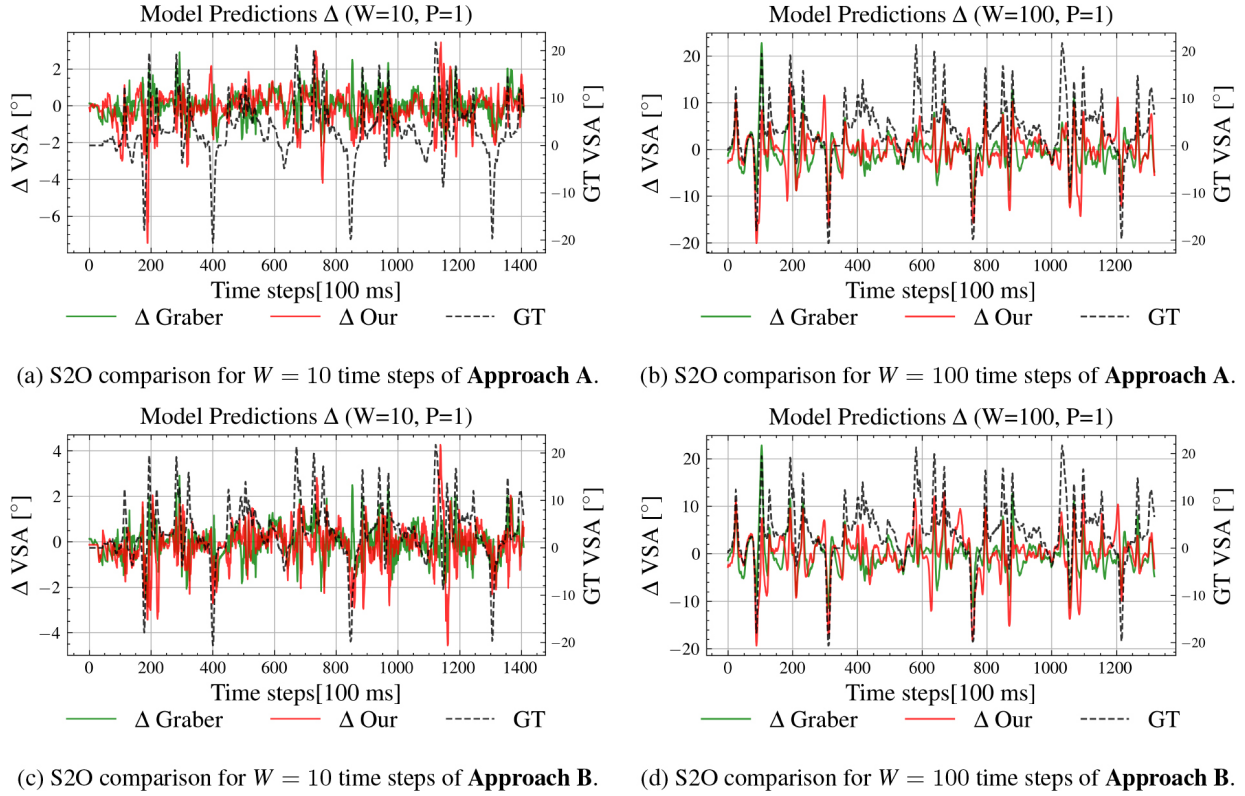 Model Predictions Δ (W=10, P=1)
Δ VSA [°]
2
0
−2
−4
−6
20
10
0
−10
−20
GT VSA [°]
0 200 400 600 800 1000 1200 1400
Time steps[100 ms]
Δ Graber Δ Our GT
(a) S2O comparison for W = 10 time steps of Approach A.
Model Predictions Δ (W=100, P=1)
Δ VSA [°]
20
10
0
−10
−20
20
10
0
−10
−20
GT VSA [°]
0 200 400 600 800 1000 1200
Time steps[100 ms]
Δ Graber Δ Our GT
(b) S2O comparison for W = 100 time steps of Approach A.
Model Predictions Δ (W=10, P=1)
Δ VSA [°]
4
2
0
−2
−4
20
10
0
−10
−20
GT VSA [°]
0 200 400 600 800 1000 1200 1400
Time steps[100 ms]
Δ Graber Δ Our GT
(c) S2O comparison for W = 10 time steps of Approach B.
Model Predictions Δ (W=100, P=1)
Δ VSA [°]
20
10
0
−10
−20
20
10
0
−10
−20
GT VSA [°]
0 200 400 600 800 1000 1200
Time steps[100 ms]
Δ Graber Δ Our GT
(d) S2O comparison for W = 100 time steps of Approach B.